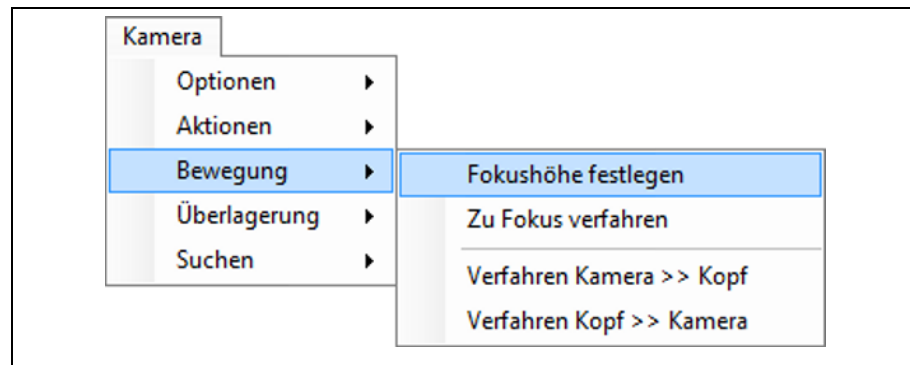 Kamera
Optionen
Aktionen
Bewegung
Überlagerung
Suchen
Fokushöhe festlegen
Zu Fokus verfahren
Verfahren Kamera >> Kopf
Verfahren Kopf >> Kamera